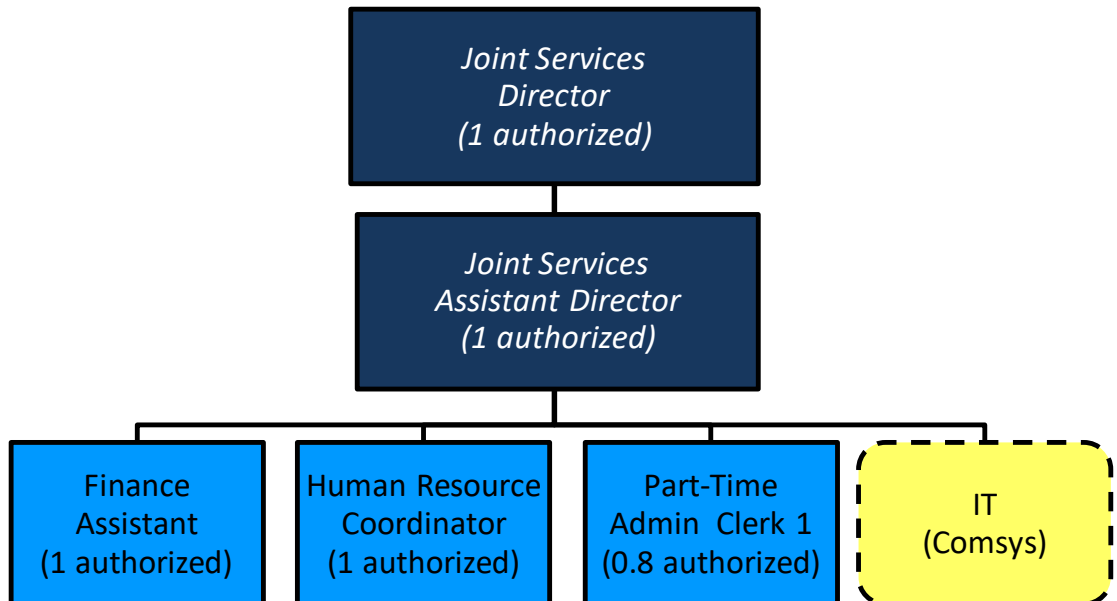 Joint Services
Director
(1 authorized)
Joint Services
Assistant Director
(1 authorized)
Finance
Assistant
(1 authorized)
Human Resource
Coordinator
(1 authorized)
Part-Time
Admin Clerk 1
(0.8 authorized)
IT
(Comsys)